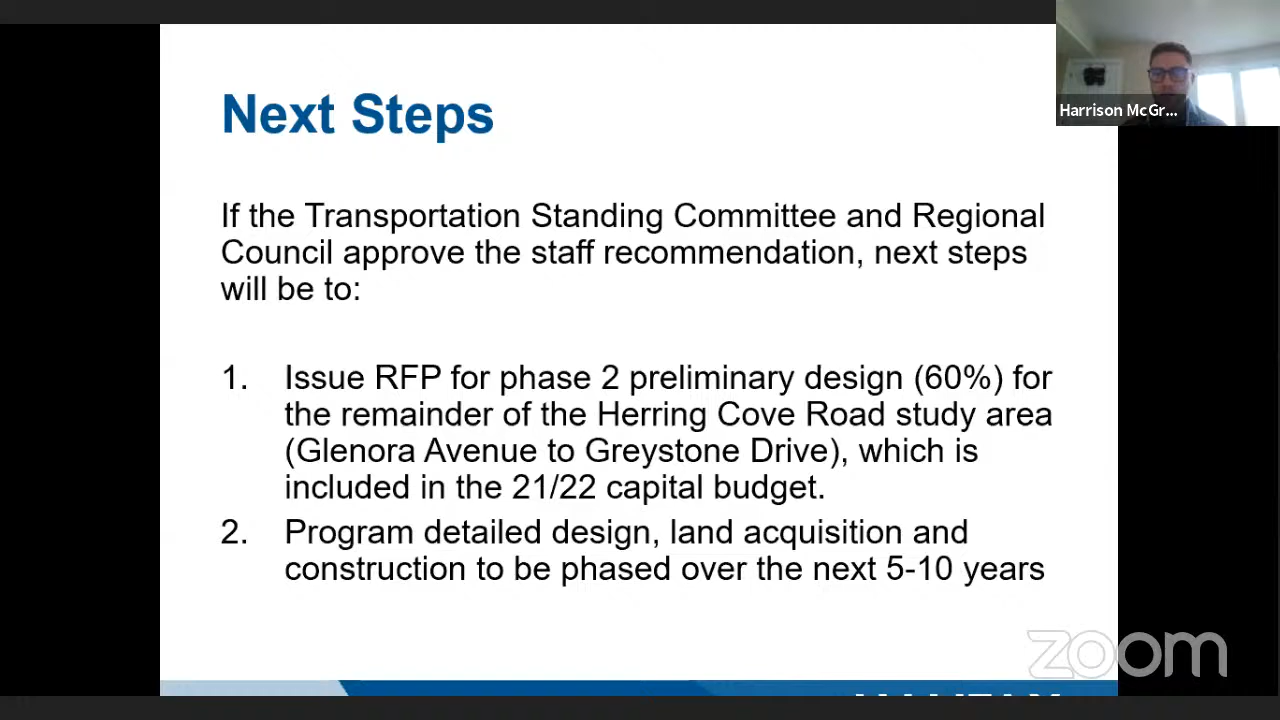 Next Steps
Harrison McGr...
If the Transportation Standing Committee and Regional
Council approve the staff recommendation, next steps
will be to:
1. Issue RFP for phase 2 preliminary design (60%) for
the remainder of the Herring Cove Road study area
(Glenora Avenue to Greystone Drive), which is
included in the 21/22 capital budget.
2. Program detailed design, land acquisition and
construction to be phased over the next 5-10 years
zoom